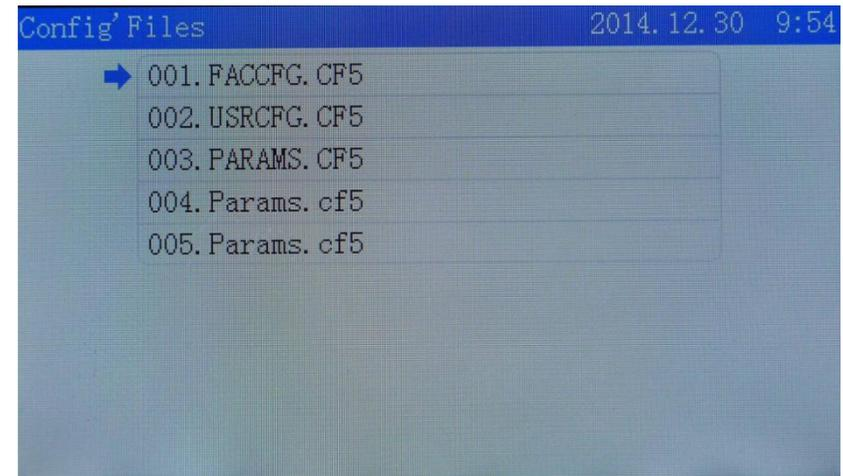 Config'Files 2014.12.30 9:54
001.FACCFG.CF5
002.USRCFG.CF5
003.PARAMS.CF5
004.Params.cf5
005.Params.cf5